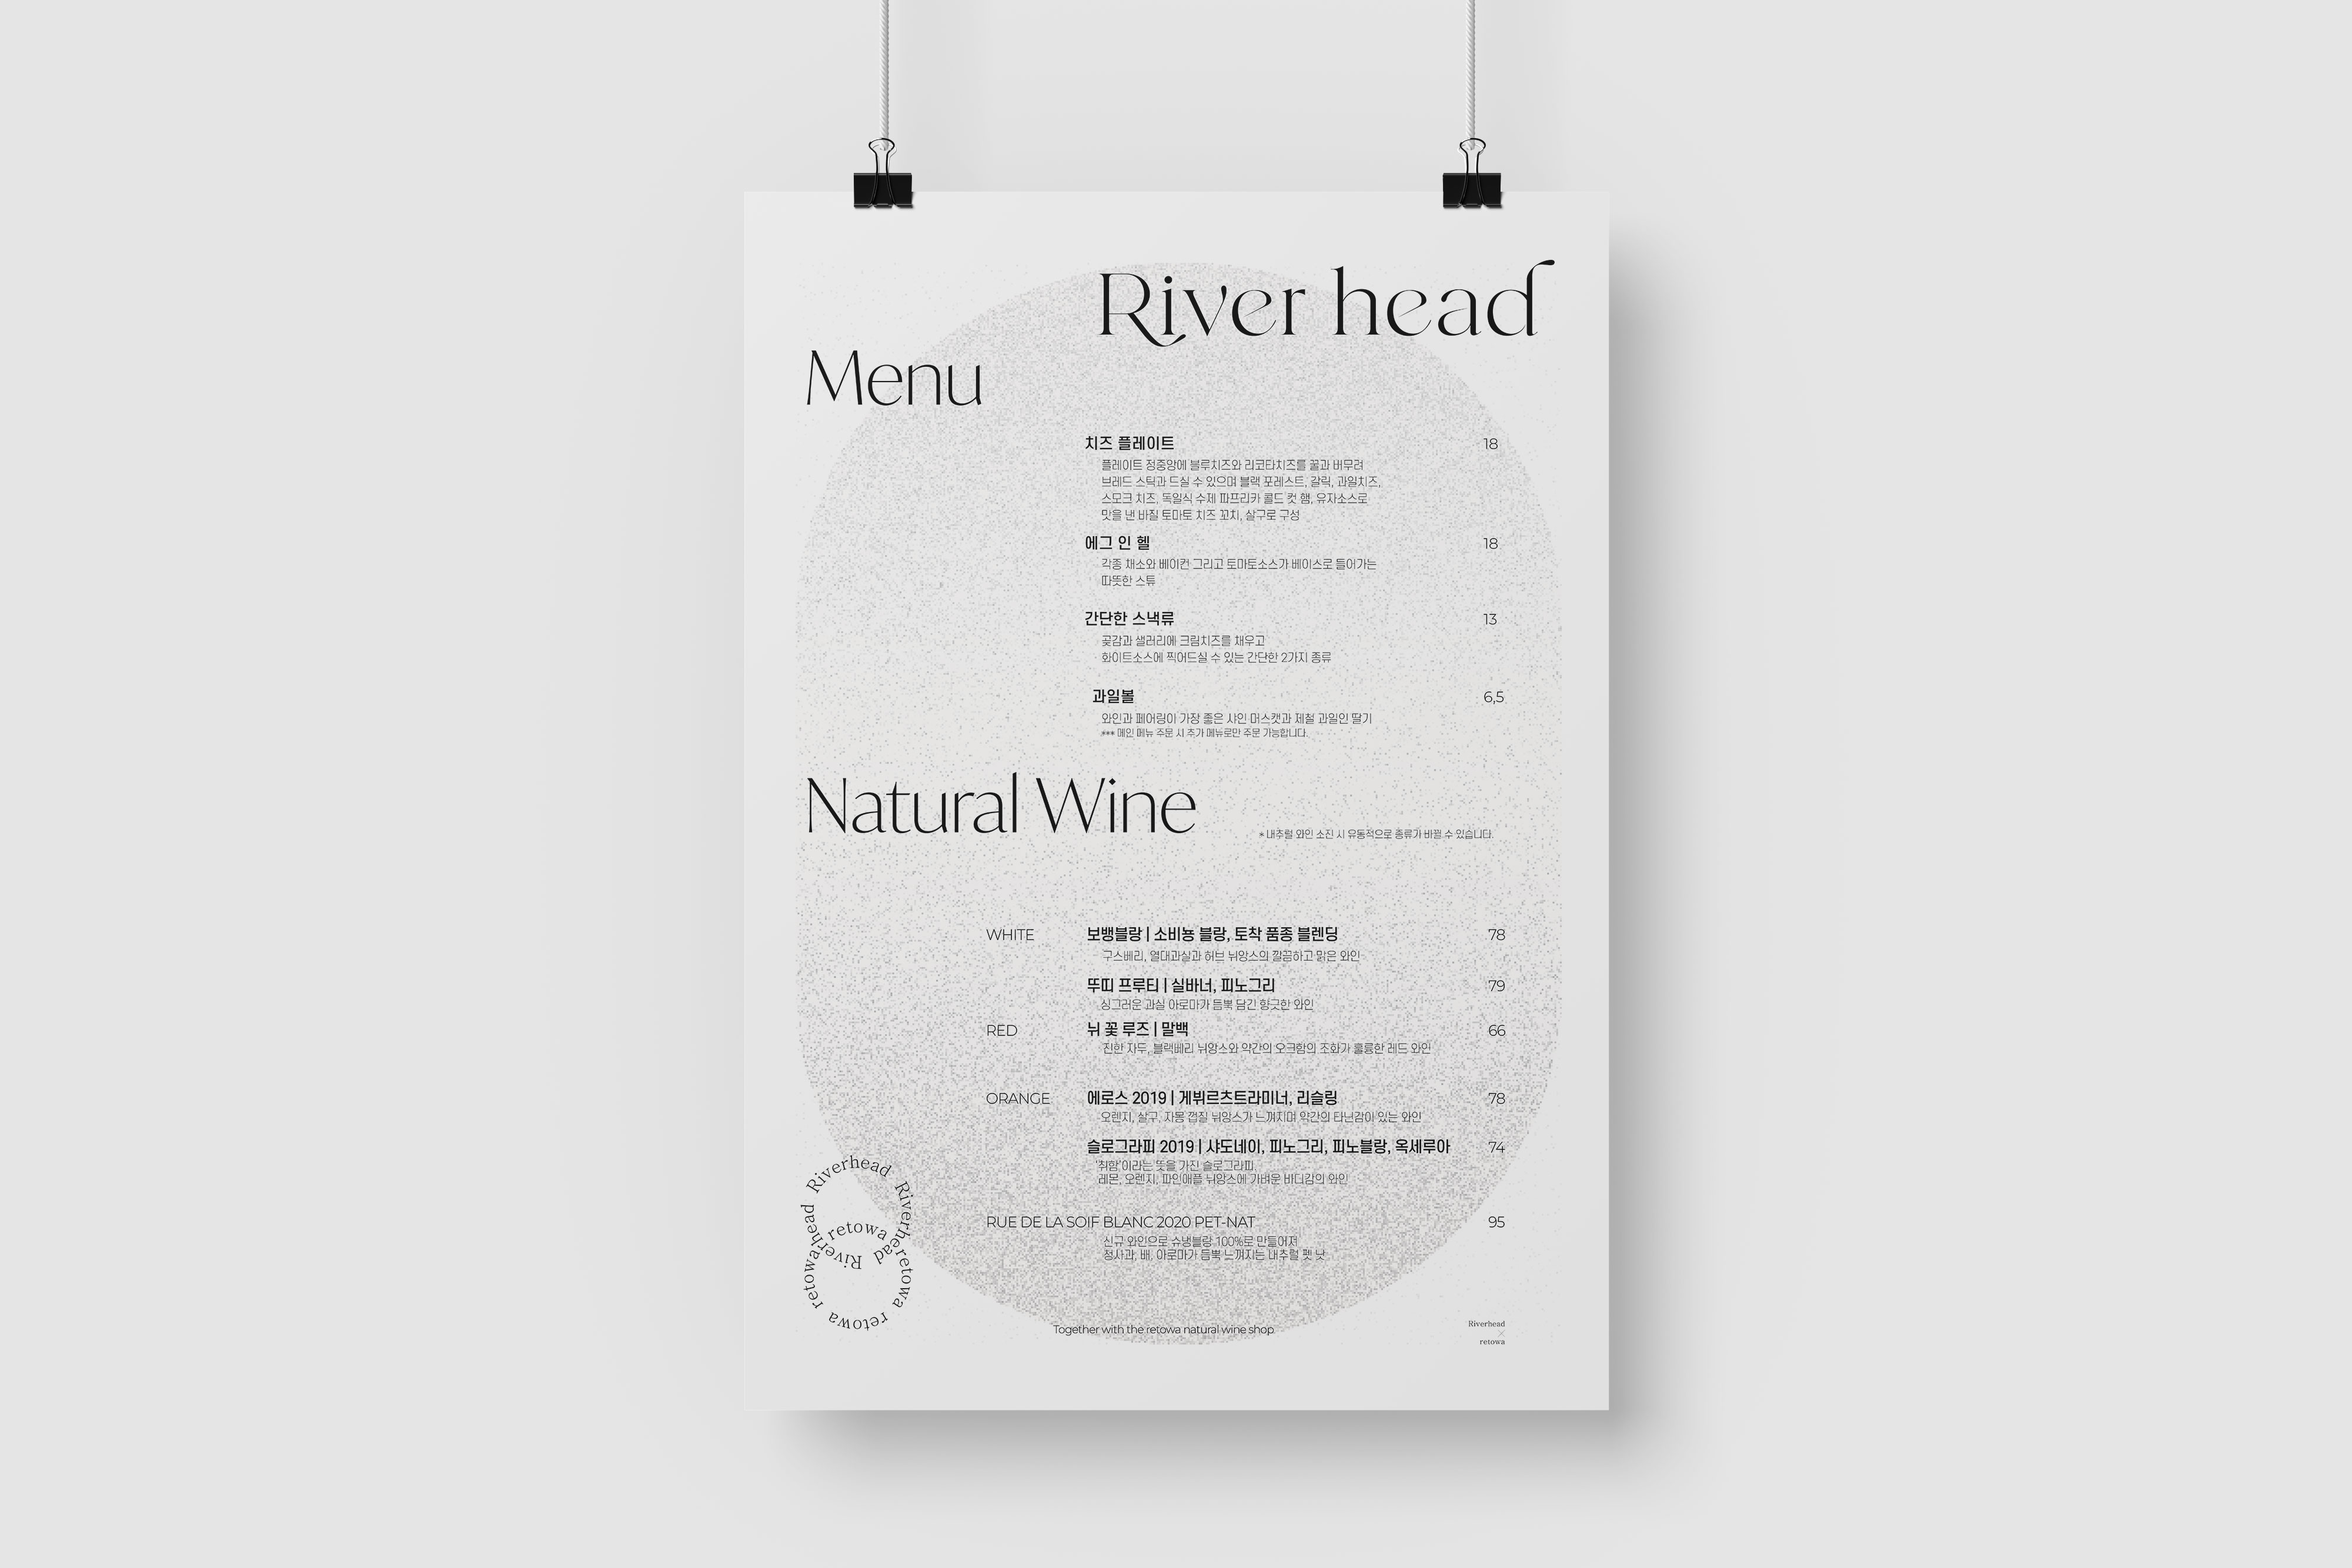 River head
Menu
치즈 플레이트 18
플레이트 정중앙에 블루치즈와 리코타치즈를 꿀과 버무려
브레드 스틱과 드실 수 있으며 블랙 포레스트, 갈릭, 과일치즈,
스모크 치즈, 독일식 수제 파프리카 콜드 컷 햄, 유자소스로
맛을 낸 바질 토마토 치즈 꼬치, 살구로 구성
에그 인 헬 18
각종 채소와 베이컨 그리고 토마토소스가 베이스로 들어가는
따뜻한 스튜
간단한 스낵류 13
곶감과 샐러리에 크림치즈를 채우고
화이트소스에 찍어드실 수 있는 간단한 2가지 종류
과일볼 6,5
와인과 페어링이 가장 좋은 샤인 머스캣과 제철 과일인 딸기
*** 메인 메뉴 주문 시 추가 메뉴로만 주문 가능합니다.
Natural Wine
* 내추럴 와인 소진 시 유동적으로 종류가 바뀔 수 있습니다.
WHITE 보뱅블랑 | 소비뇽 블랑, 토착 품종 블렌딩 78
구스베리, 열대과실과 허브 뉘앙스의 깔끔하고 맑은 와인
뚜띠 프루티 | 실바너, 피노그리 79
싱그러운 과실 아로마가 듬뿍 담긴 향긋한 와인
RED 뉘 꽃 루즈 | 말백 66
진한 자두, 블랙베리 뉘앙스와 약간의 오크함의 조화가 훌륭한 레드 와인
ORANGE 에로스 2019 | 게뷔르츠트라미너, 리슬링 78
오렌지, 살구, 자몽 껍질 뉘앙스가 느껴지며 약간의 타닌감이 있는 와인
슬로그라피 2019 | 샤도네이, 피노그리, 피노블랑, 옥세루아 74
'취함'이라는 뜻을 가진 슬로그라피.
레몬, 오렌지, 파인애플 뉘앙스에 가벼운 바디감의 와인
RUE DE LA SOIF BLANC 2020 PET-NAT 95
신규 와인으로 슈냉블랑 100%로 만들어져
청사과, 배, 아로마가 듬뿍 느껴지는 내추럴 펫 낫
Riverhead Riverhead Riverhead
retowa retowa retowa retowa
Together with the retowa natural wine shop
Riverhead
×
retowa